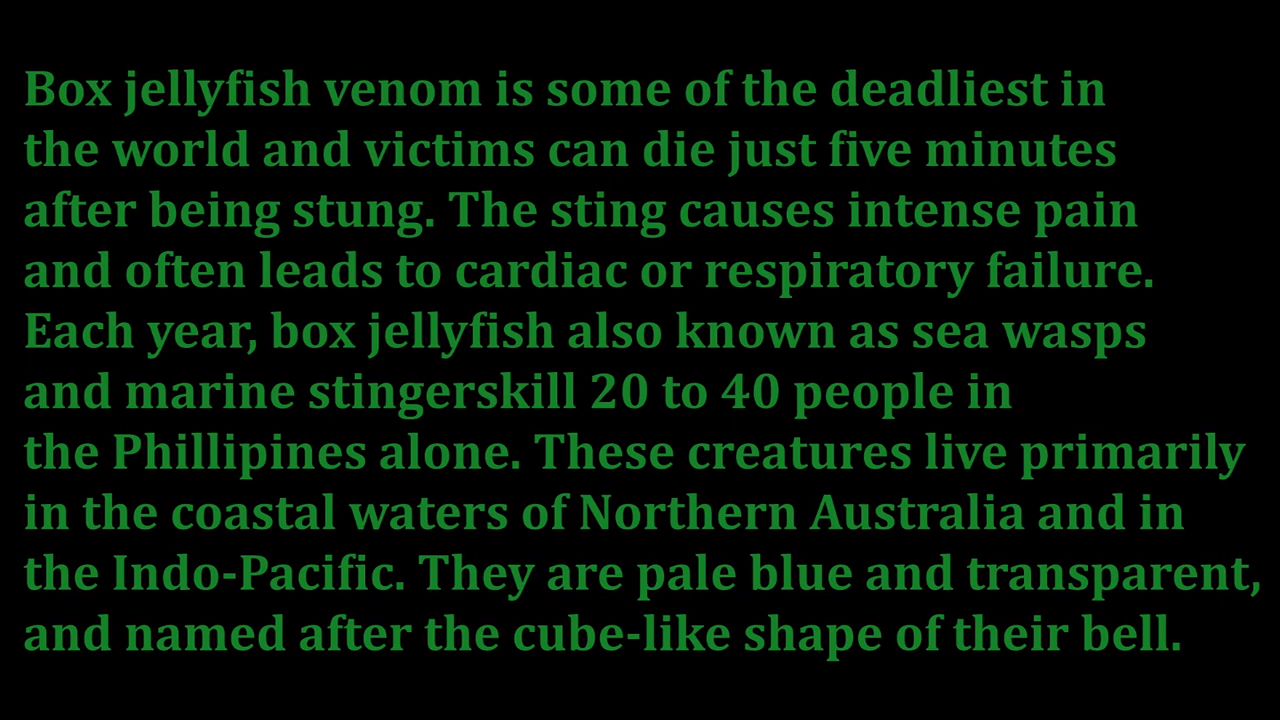 Box jellyfish venom is some of the deadliest in
the world and victims can die just five minutes
after being stung. The sting causes intense pain
and often leads to cardiac or respiratory failure.
Each year, box jellyfish also known as sea wasps
and marine stingerskill 20 to 40 people in
the Phillipines alone. These creatures live primarily
in the coastal waters of Northern Australia and in
the Indo-Pacific. They are pale blue and transparent,
and named after the cube-like shape of their bell.